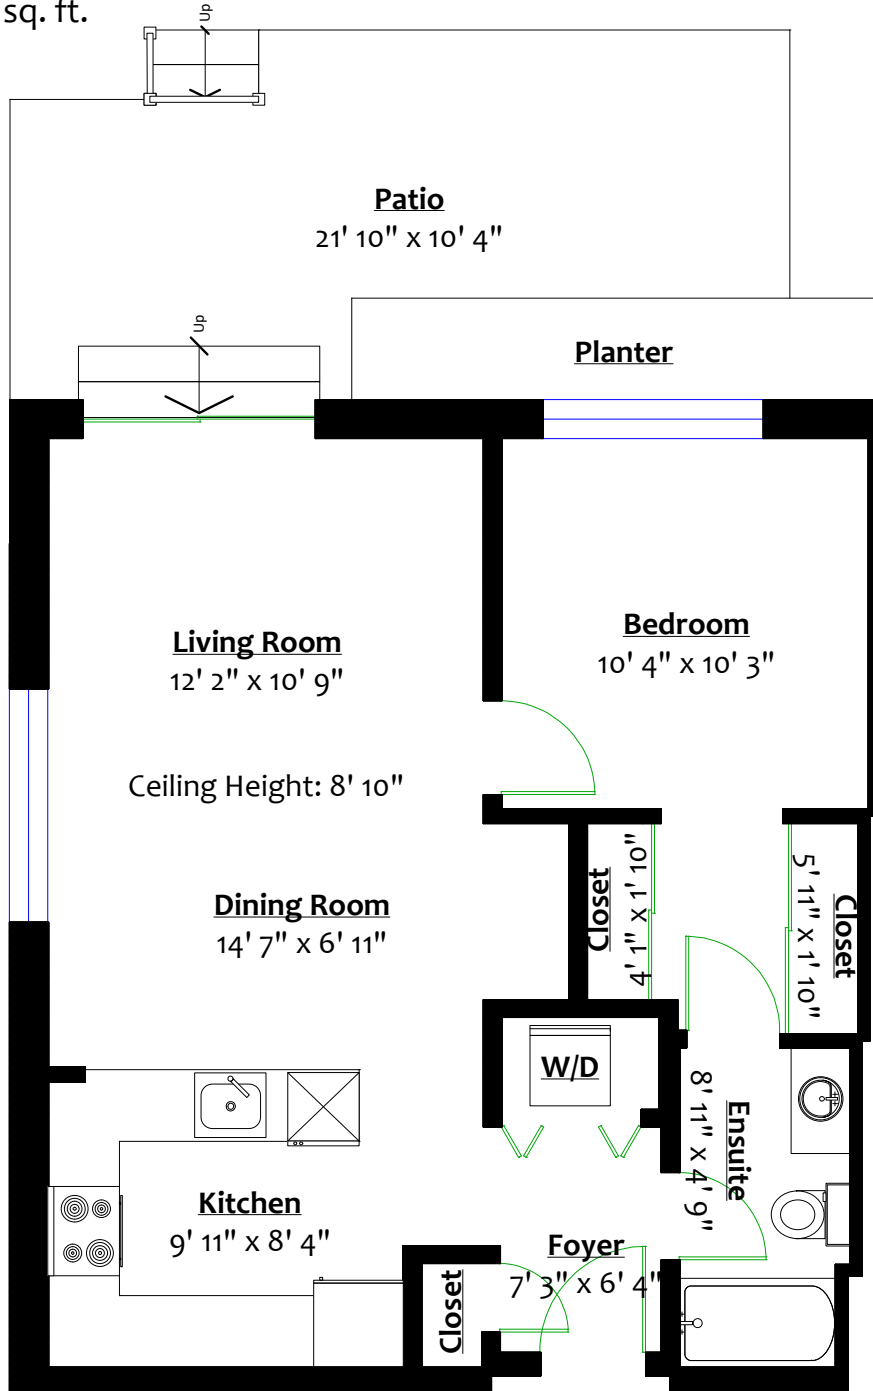 sq. ft.
Up
Patio
21' 10" x 10' 4"
Up
Planter
Living Room
12' 2" x 10' 9"
Bedroom
10' 4" x 10' 3"
Ceiling Height: 8' 10"
Dining Room
14' 7" x 6' 11"
Closet
4' 1" x 1' 10"
Closet
5' 11" x 1' 10"
W/D
Ensuite
8' 11" x 4' 9"
Kitchen
9' 11" x 8' 4"
Foyer
7' 3" x 6' 4"
Closet